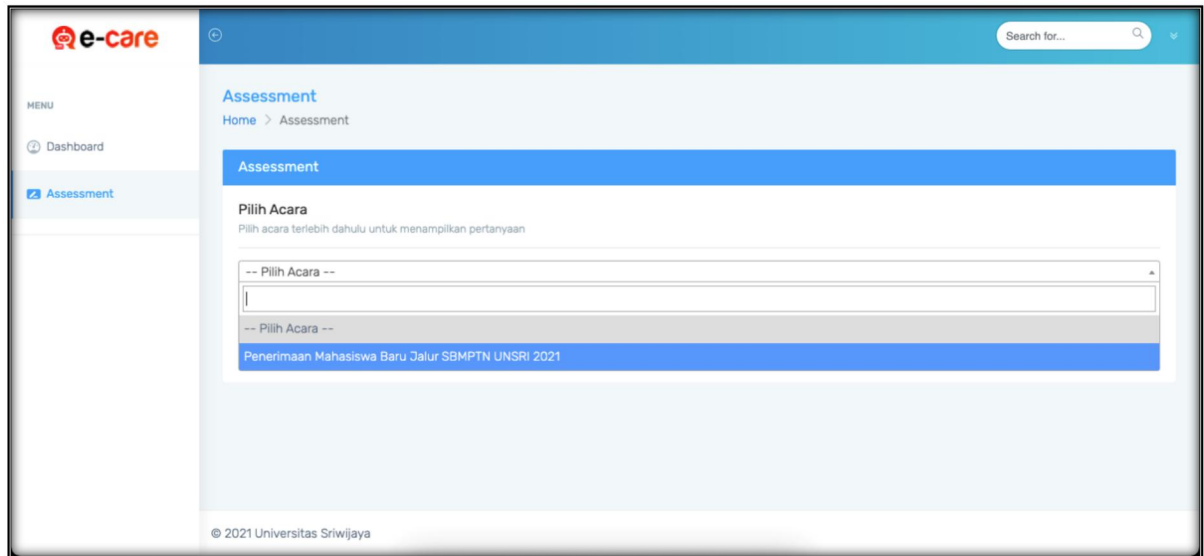 e-care
Search for...
MENU
Dashboard
Assessment
Assessment
Home > Assessment
Assessment
Pilih Acara
Pilih acara terlebih dahulu untuk menampilkan pertanyaan
-- Pilih Acara --
-- Pilih Acara --
Penerimaan Mahasiswa Baru Jalur SBMPTN UNSRI 2021
© 2021 Universitas Sriwijaya